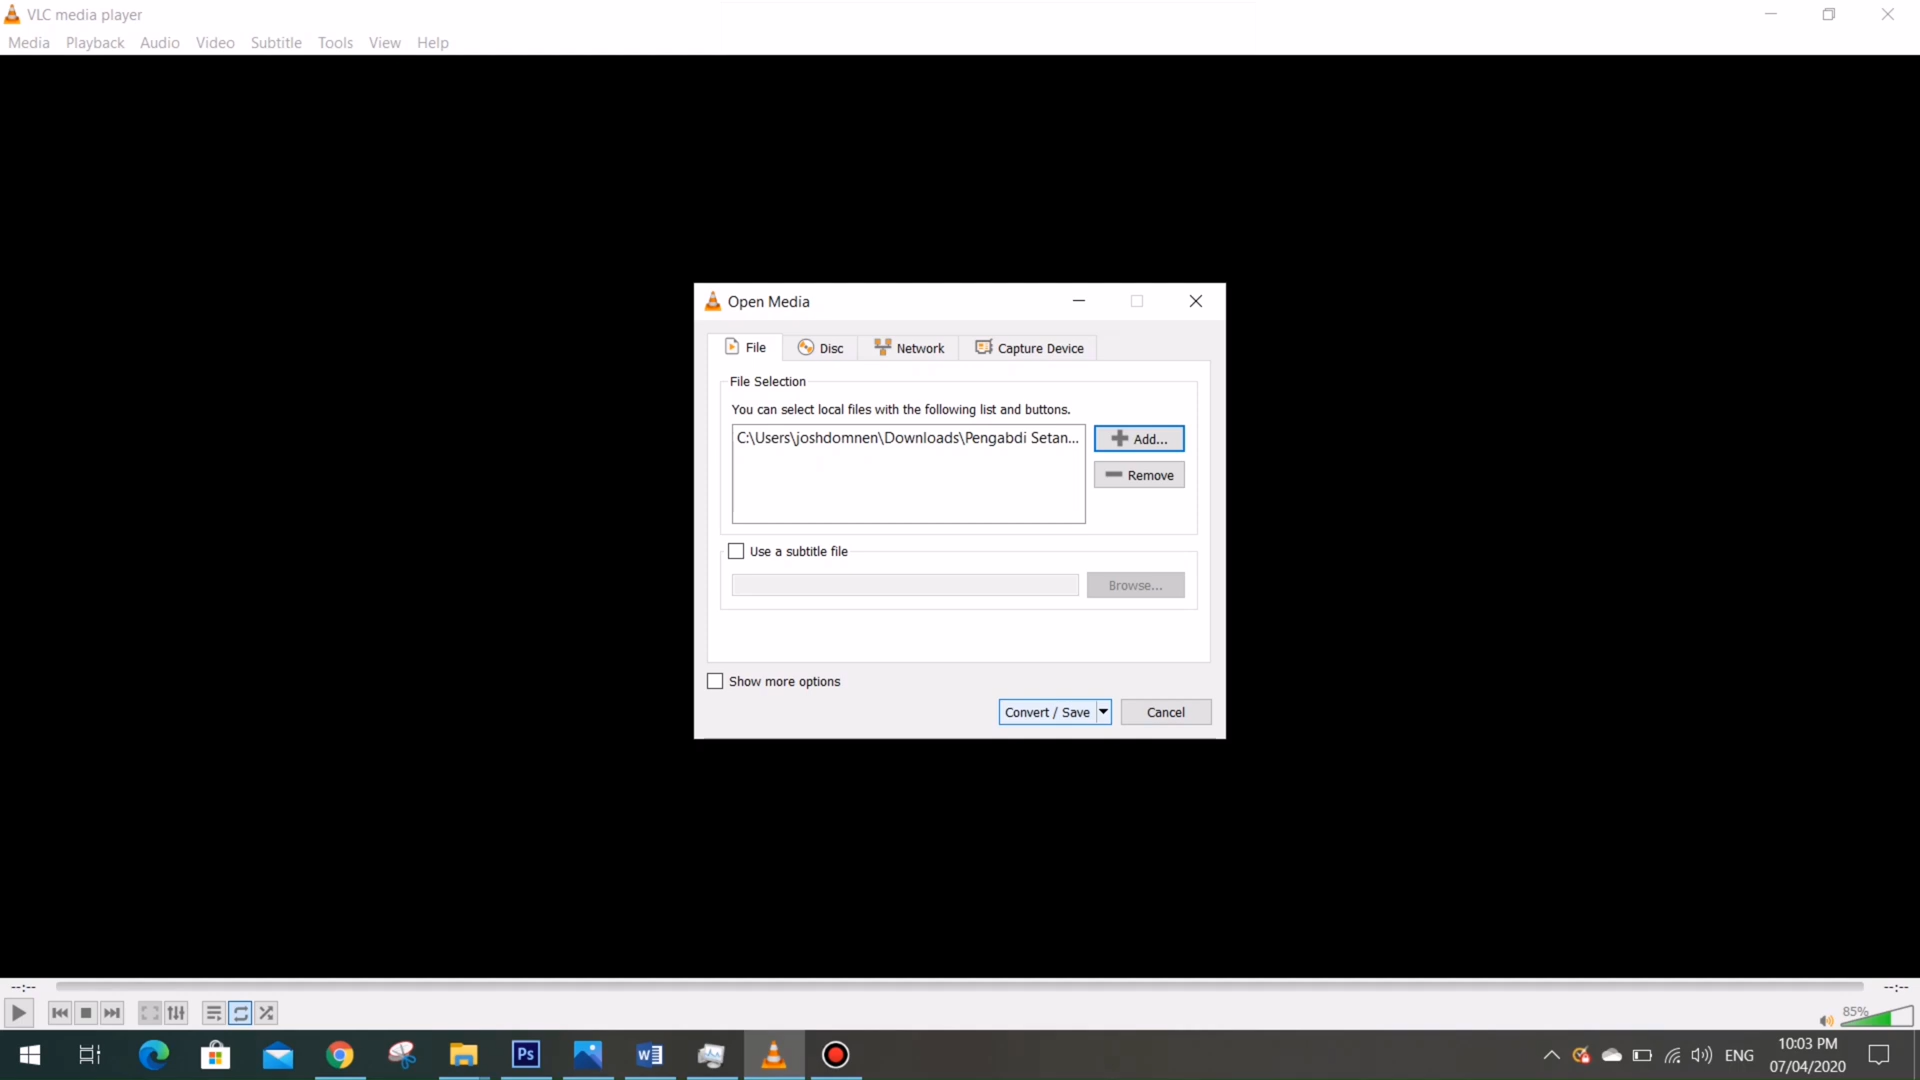 VLC media player
Media Playback Audio Video Subtitle Tools View Help
Open Media
File Disc Network Capture Device
File Selection
You can select local files with the following list and buttons.
C:\Users\joshdomnen\Downloads\Pengabdi Setan...
Add...
Remove
Use a subtitle file
Browse...
Show more options
Convert / Save Cancel
--:-- --:--
85%
Ps
W
ENG
10:03 PM
07/04/2020